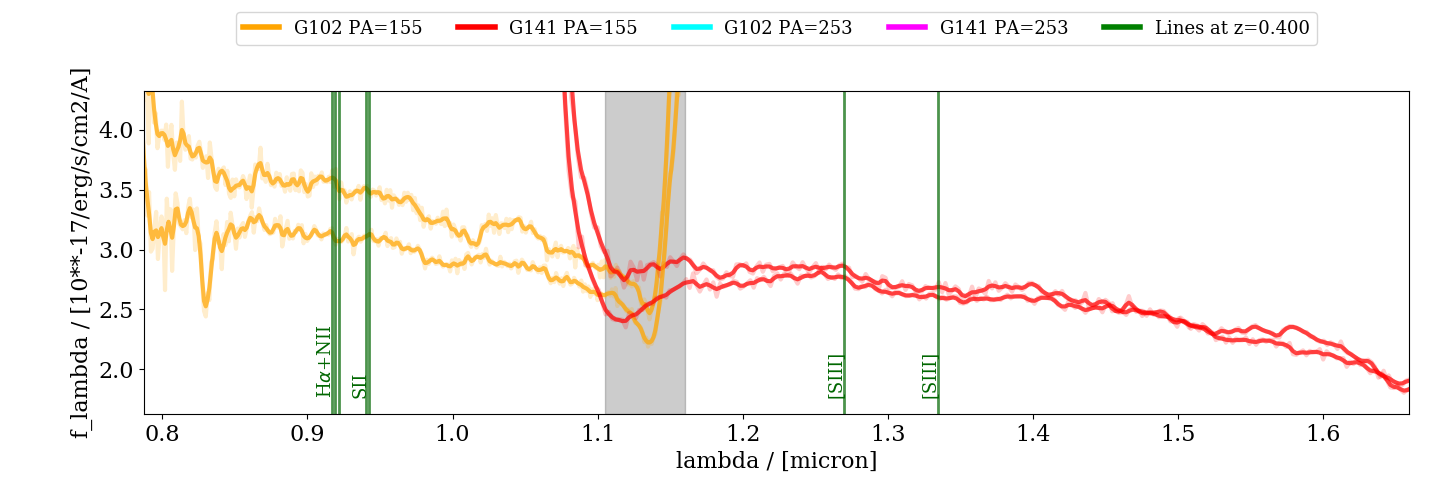 G102 PA=155 G141 PA=155 G102 PA=253 G141 PA=253 Lines at z=0.400
f_lambda / [10**-17/erg/s/cm2/A]
4.0
3.5
3.0
2.5
2.0
Hα+NII
SII
[SIII]
[SIII]
0.8 0.9 1.0 1.1 1.2 1.3 1.4 1.5 1.6
lambda / [micron]